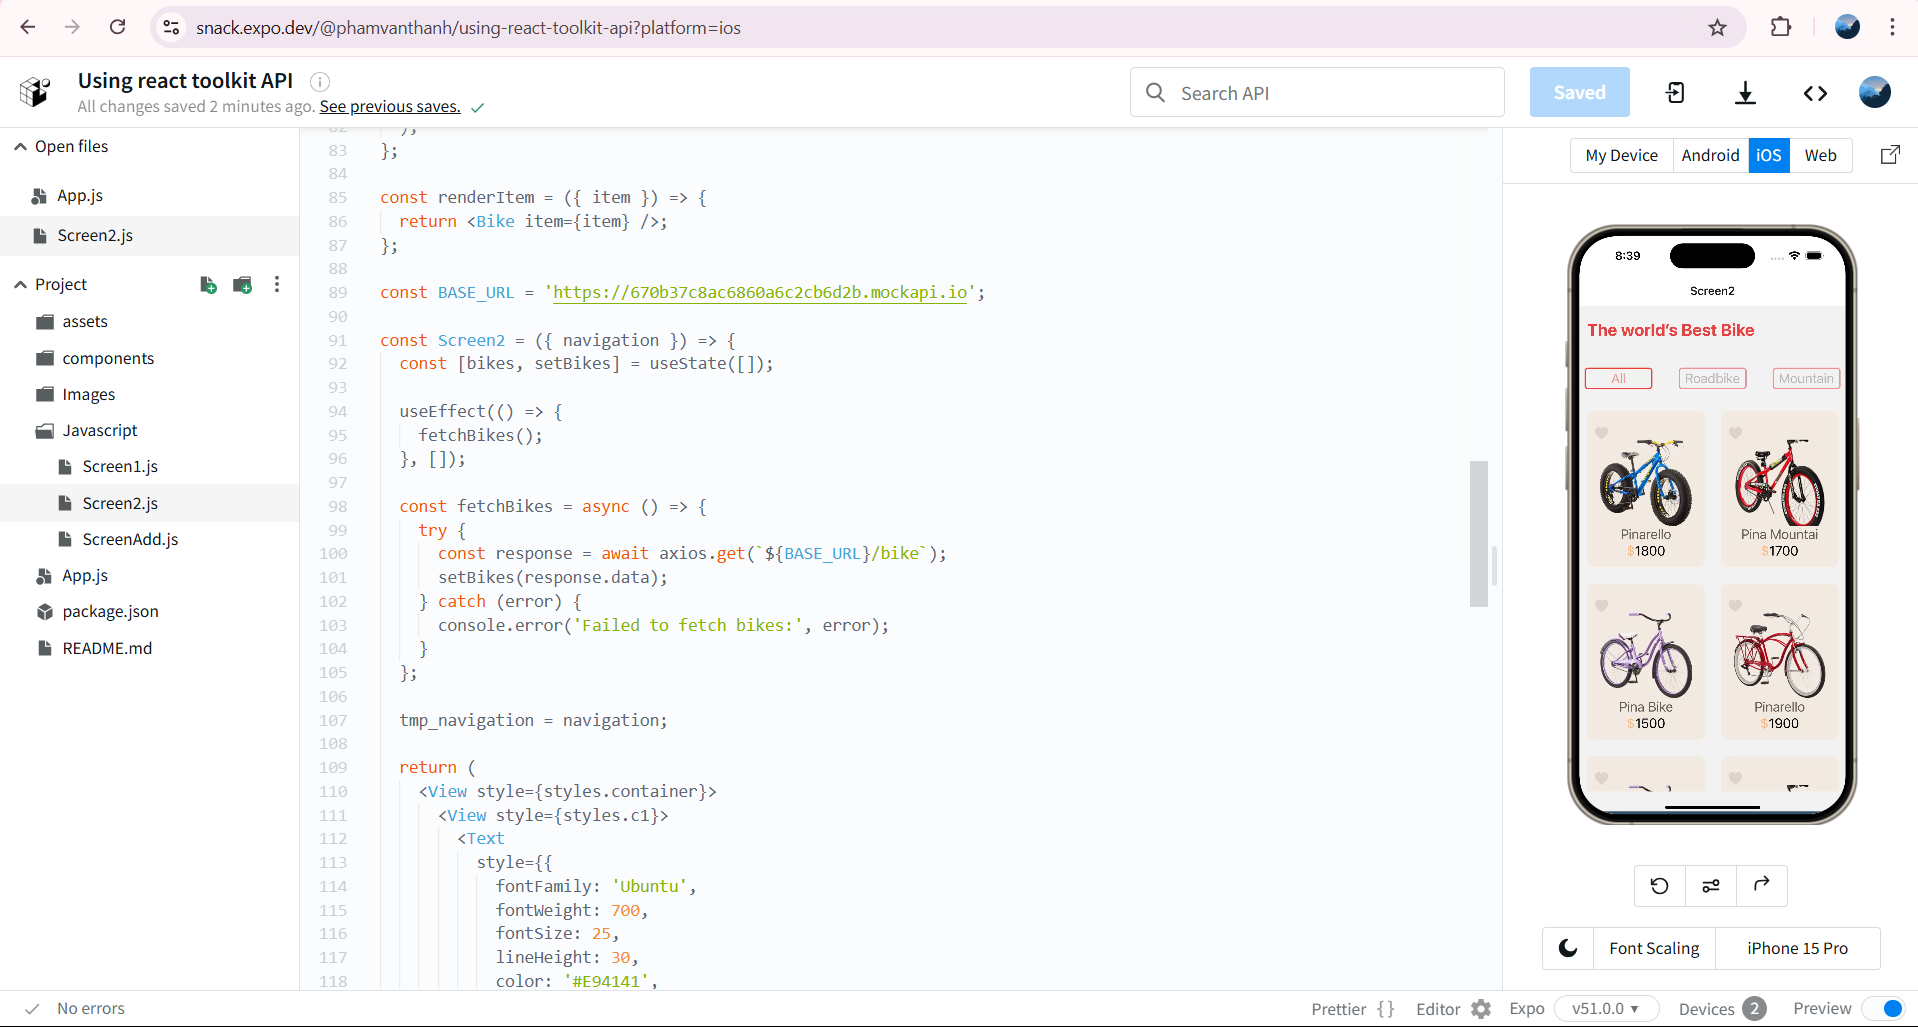 snack.expo.dev/@phamvanthanh/using-react-toolkit-api?platform=ios
Using react toolkit API
All changes saved 2 minutes ago. See previous saves.
Search API
Saved
Open files
App.js
Screen2.js
Project
assets
components
Images
Javascript
Screen1.js
Screen2.js
ScreenAdd.js
App.js
package.json
README.md
82 );
83 };
84
85 const renderItem = ({ item }) => {
86 return <Bike item={item} />;
87 };
88
89 const BASE_URL = 'https://670b37c8ac6860a6c2cb6d2b.mockapi.io';
90
91 const Screen2 = ({ navigation }) => {
92 const [bikes, setBikes] = useState([]);
93
94 useEffect(() => {
95 fetchBikes();
96 }, []);
97
98 const fetchBikes = async () => {
99 try {
100 const response = await axios.get(`${BASE_URL}/bike`);
101 setBikes(response.data);
102 } catch (error) {
103 console.error('Failed to fetch bikes:', error);
104 }
105 };
106
107 tmp_navigation = navigation;
108
109 return (
110 <View style={styles.container}>
111 <View style={styles.c1}>
112 <Text
113 style={{
114 fontFamily: 'Ubuntu',
115 fontWeight: 700,
116 fontSize: 25,
117 lineHeight: 30,
118 color: '#E94141',
My Device Android iOS Web
8:39
Screen2
The world's Best Bike
All Roadbike Mountain
Pinarello
$1800
Pina Mountai
$1700
Pina Bike
$1500
Pinarello
$1900
Font Scaling iPhone 15 Pro
No errors
Prettier {} Editor Expo v51.0.0 Devices 2 Preview